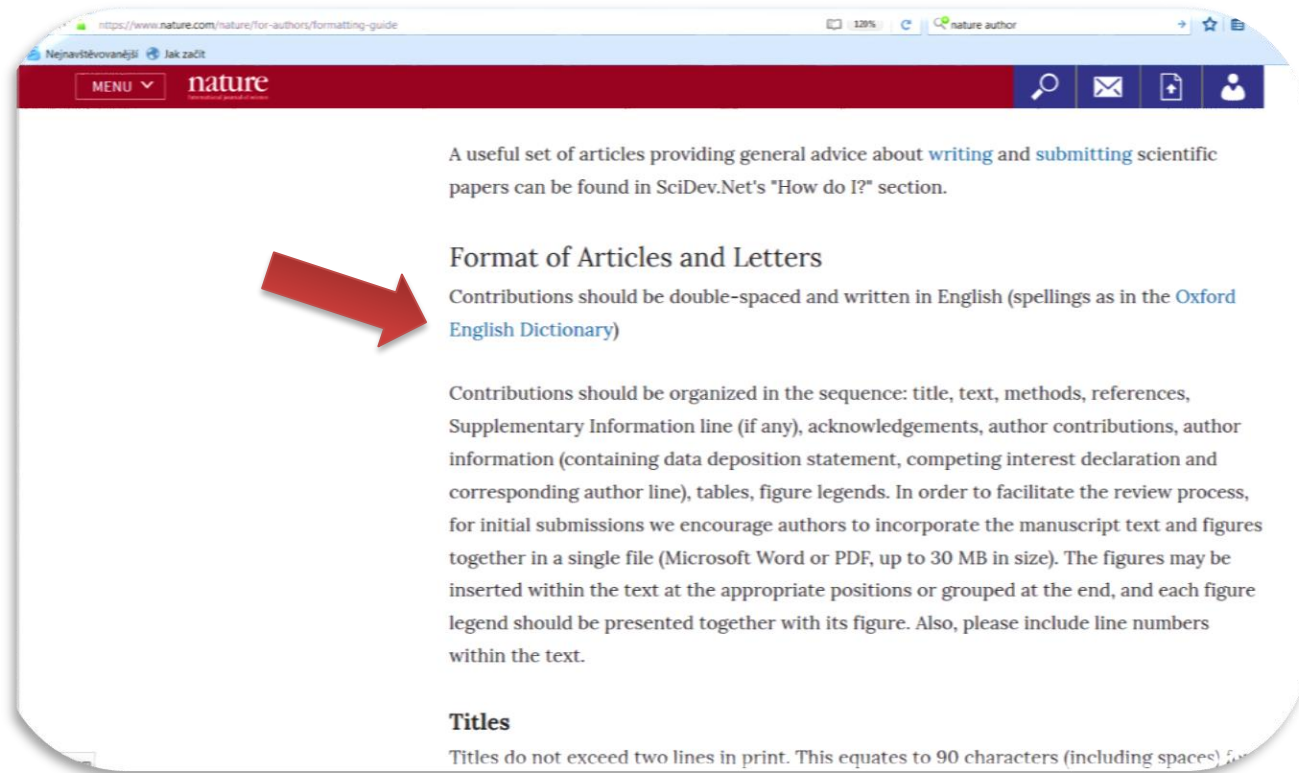 https://www.nature.com/nature/for-authors/formatting-guide 120% nature author
Nejnavštěvovanější Jak začít
MENU nature
A useful set of articles providing general advice about writing and submitting scientific
papers can be found in SciDev.Net's "How do I?" section.
Format of Articles and Letters
Contributions should be double-spaced and written in English (spellings as in the Oxford
English Dictionary)
Contributions should be organized in the sequence: title, text, methods, references,
Supplementary Information line (if any), acknowledgements, author contributions, author
information (containing data deposition statement, competing interest declaration and
corresponding author line), tables, figure legends. In order to facilitate the review process,
for initial submissions we encourage authors to incorporate the manuscript text and figures
together in a single file (Microsoft Word or PDF, up to 30 MB in size). The figures may be
inserted within the text at the appropriate positions or grouped at the end, and each figure
legend should be presented together with its figure. Also, please include line numbers
within the text.
Titles
Titles do not exceed two lines in print. This equates to 90 characters (including spaces)